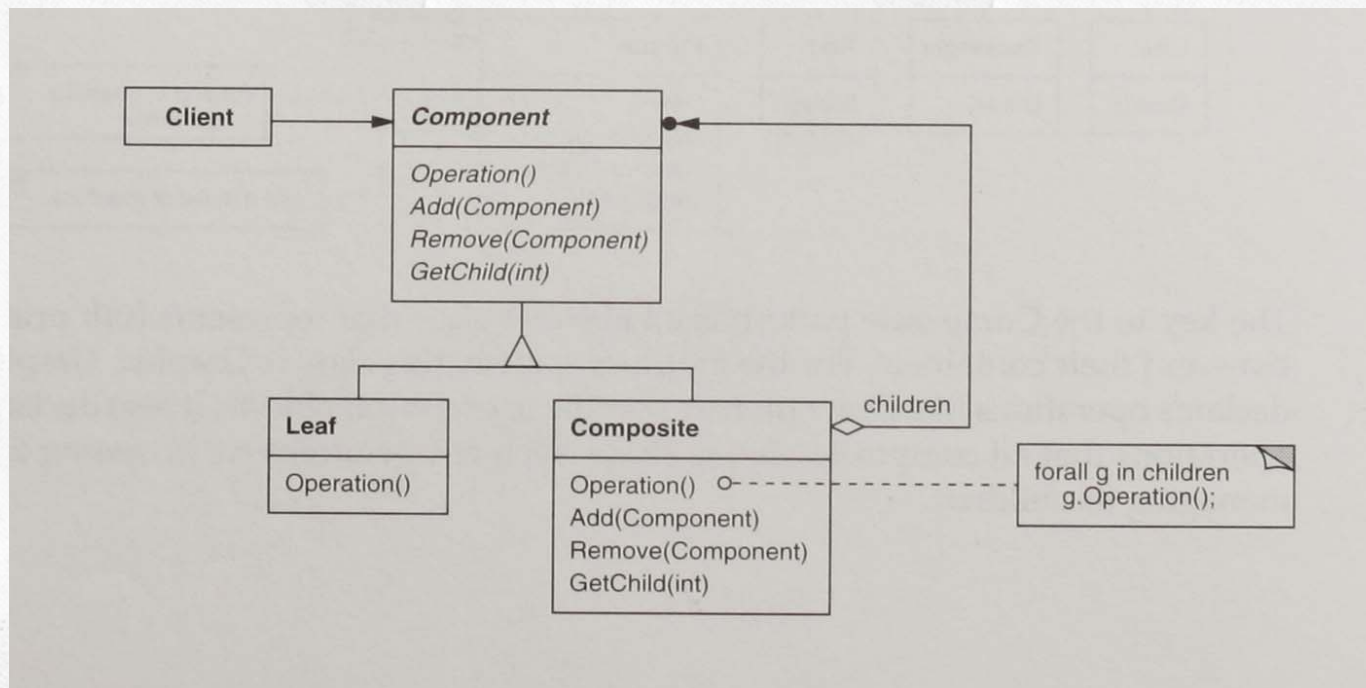 Client
Component
Operation()
Add(Component)
Remove(Component)
GetChild(int)
Leaf
Operation()
Composite
Operation()
Add(Component)
Remove(Component)
GetChild(int)
children
forall g in children
g.Operation();